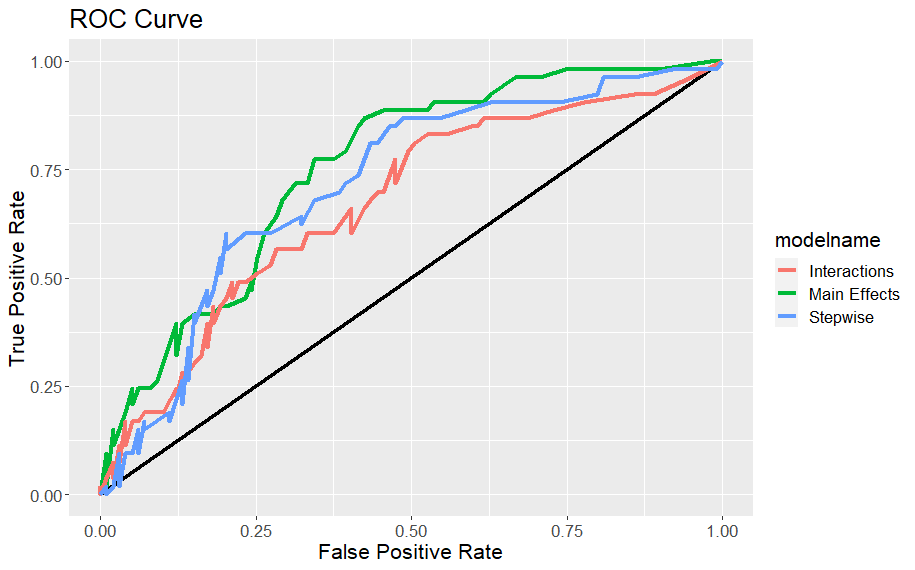 ROC Curve
1.00
0.75
0.50
0.25
0.00
True Positive Rate
0.00 0.25 0.50 0.75 1.00
False Positive Rate
modelname
Interactions
Main Effects
Stepwise